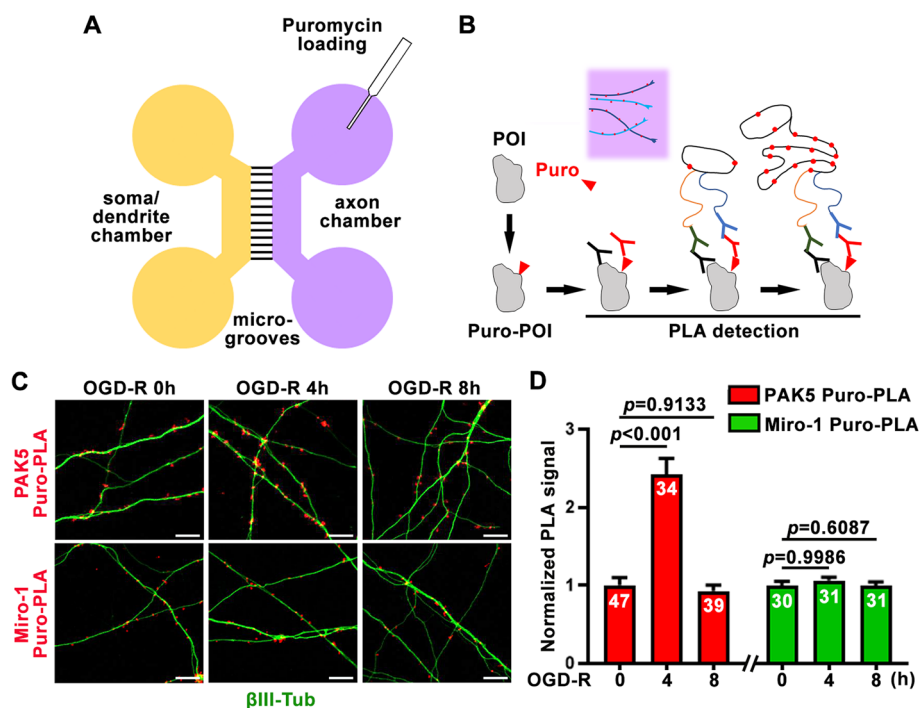 A
Puromycin
loading
soma/
dendrite
chamber
axon
chamber
micro-
grooves
B
POI
Puro
Puro-POI
PLA detection
C
OGD-R 0h
OGD-R 4h
OGD-R 8h
PAK5
Puro-PLA
Miro-1
Puro-PLA
βIII-Tub
D
PAK5 Puro-PLA
Miro-1 Puro-PLA
Normalized PLA signal
3
2
1
0
p=0.9133
p<0.001
p=0.6087
p=0.9986
47
34
39
30
31
31
OGD-R 0 4 8 0 4 8 (h)